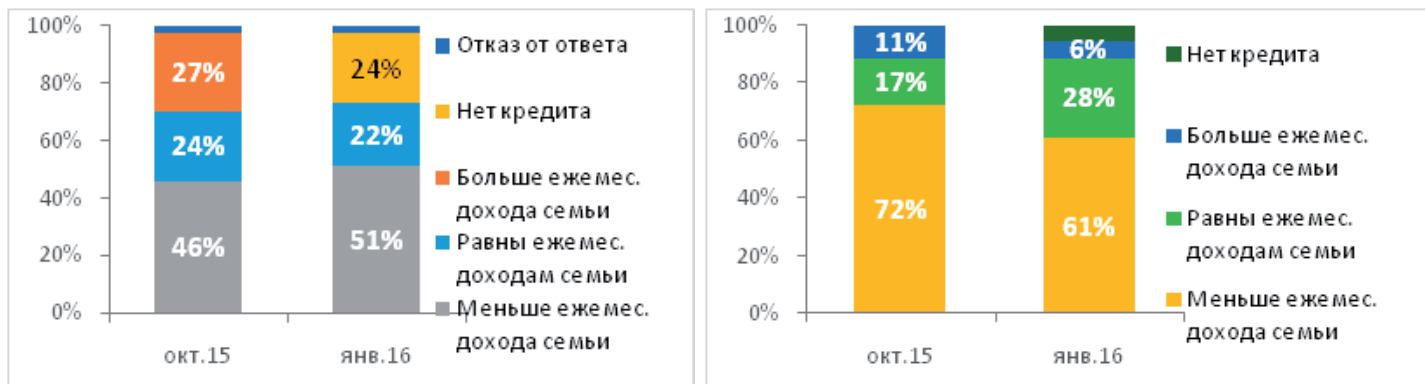 100%
80%
60%
40%
20%
0%
27%
24%
46%
24%
22%
51%
окт.15
янв.16
Отказ от ответа
Нет кредита
Больше ежемес.
дохода семьи
Равны ежемес.
доходам семьи
Меньше ежемес.
дохода семьи
100%
80%
60%
40%
20%
0%
11%
17%
72%
6%
28%
61%
окт.15
янв.16
Нет кредита
Больше ежемес.
дохода семьи
Равны ежемес.
доходам семьи
Меньше ежемес.
дохода семьи